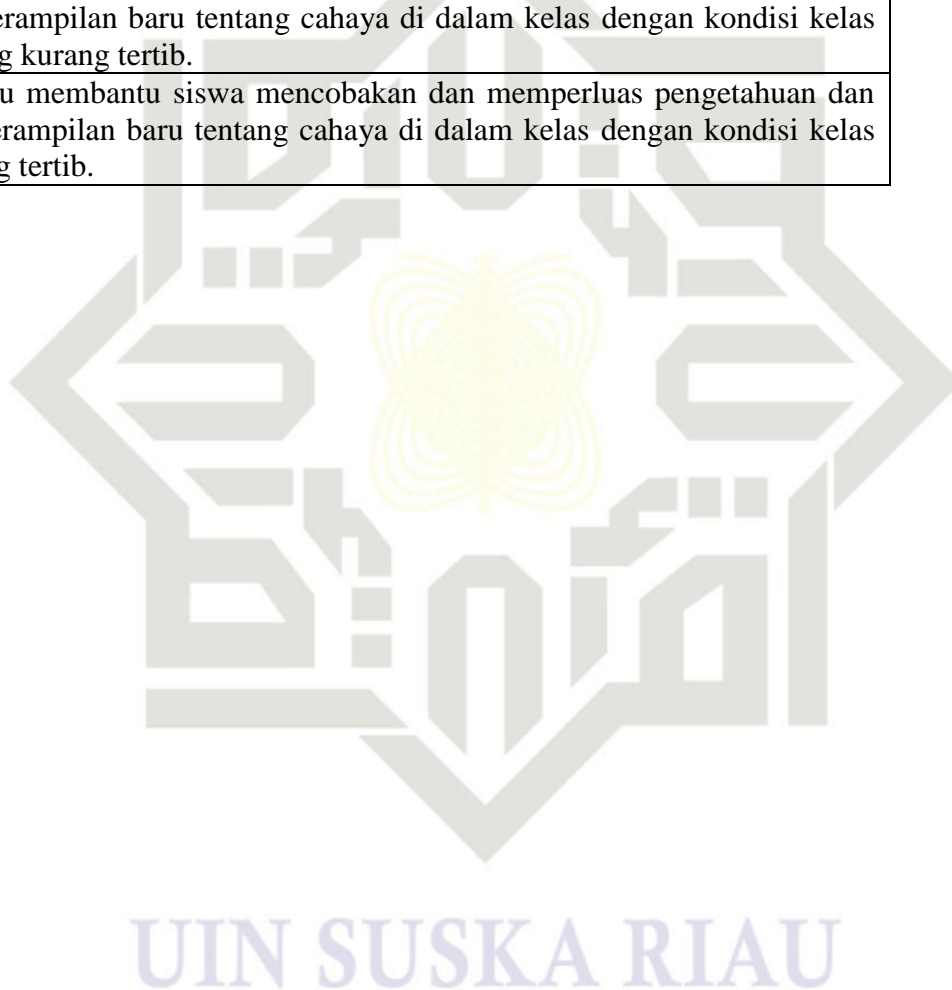 erampilan baru tentang cahaya di dalam kelas dengan kondisi kelas
g kurang tertib.
u membantu siswa mencobakan dan memperluas pengetahuan dan
erampilan baru tentang cahaya di dalam kelas dengan kondisi kelas
g tertib.
UIN SUSKA RIAU